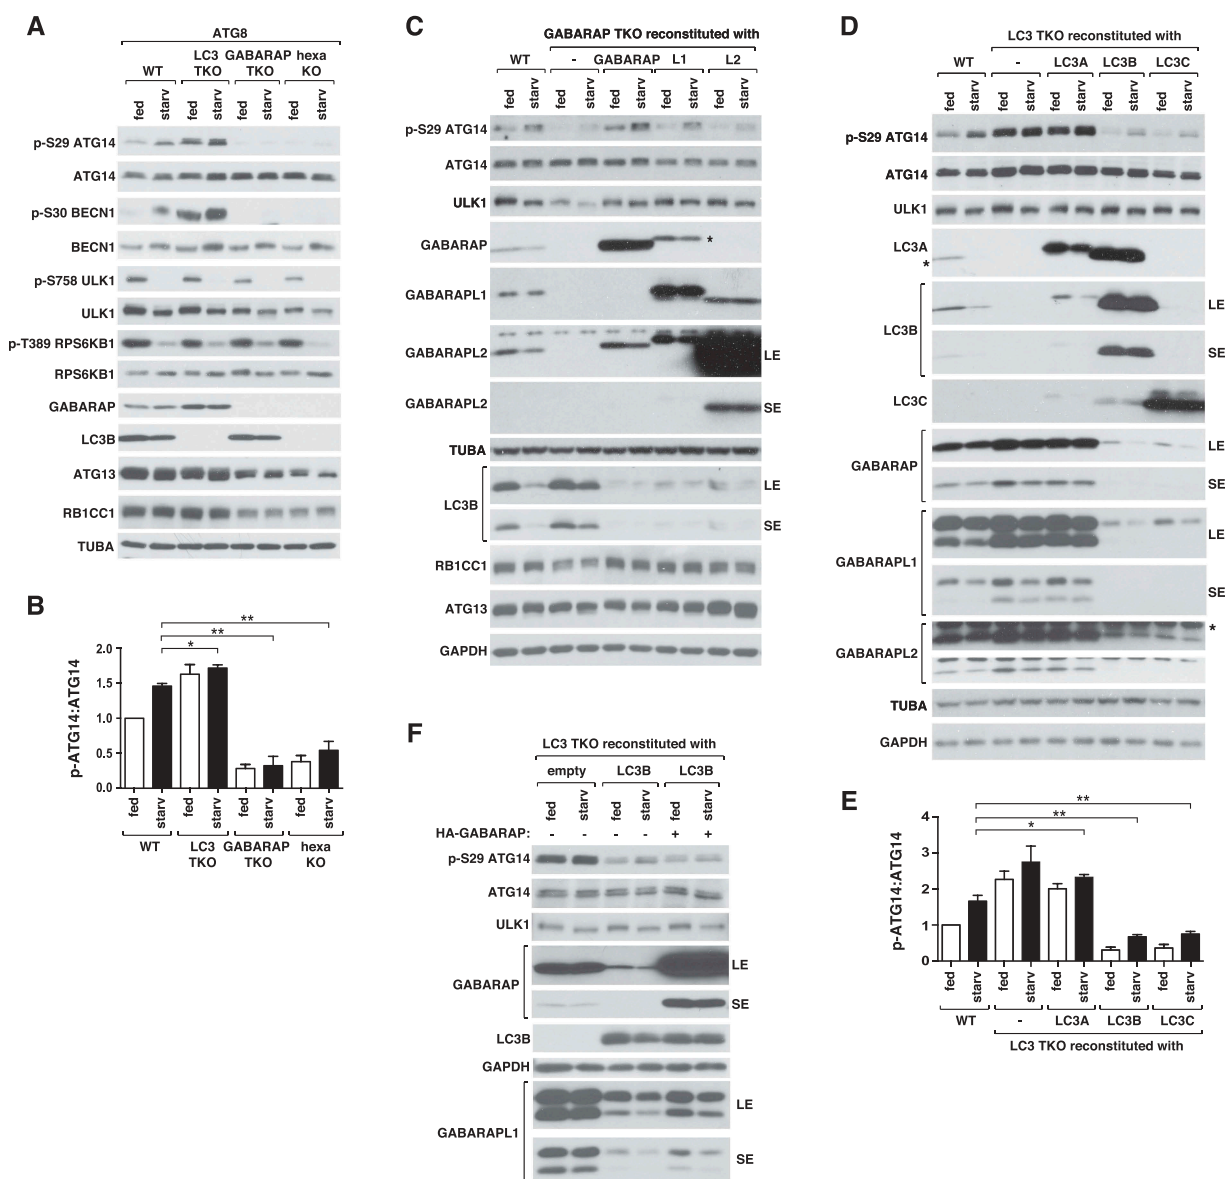 A
ATG8
LC3 GABARAP hexa
WT TKO TKO KO
fed starv fed starv fed starv fed starv
p-S29 ATG14
ATG14
p-S30 BECN1
BECN1
p-S758 ULK1
ULK1
p-T389 RPS6KB1
RPS6KB1
GABARAP
LC3B
ATG13
RB1CC1
TUBA
B
p-ATG14:ATG14
**
**
*
2.0
1.5
1.0
0.5
0.0
fed starv fed starv fed starv fed starv
WT LC3 GABARAP hexa
TKO TKO KO
C
GABARAP TKO reconstituted with
WT - GABARAP L1 L2
fed starv fed starv fed starv fed starv fed starv
p-S29 ATG14
ATG14
ULK1
GABARAP *
GABARAPL1
GABARAPL2 LE
GABARAPL2 SE
TUBA
LC3B LE
SE
RB1CC1
ATG13
GAPDH
D
LC3 TKO reconstituted with
WT - LC3A LC3B LC3C
fed starv fed starv fed starv fed starv fed starv
p-S29 ATG14
ATG14
ULK1
LC3A
*
LC3B LE
SE
LC3C
GABARAP LE
SE
GABARAPL1 LE
SE
GABARAPL2 *
TUBA
GAPDH
E
p-ATG14:ATG14
**
**
*
4
3
2
1
0
fed starv fed starv fed starv fed starv fed starv
WT - LC3A LC3B LC3C
LC3 TKO reconstituted with
F
LC3 TKO reconstituted with
empty LC3B LC3B
fed starv fed starv fed starv
HA-GABARAP: - - - - + +
p-S29 ATG14
ATG14
ULK1
GABARAP LE
SE
LC3B
GAPDH
GABARAPL1 LE
SE